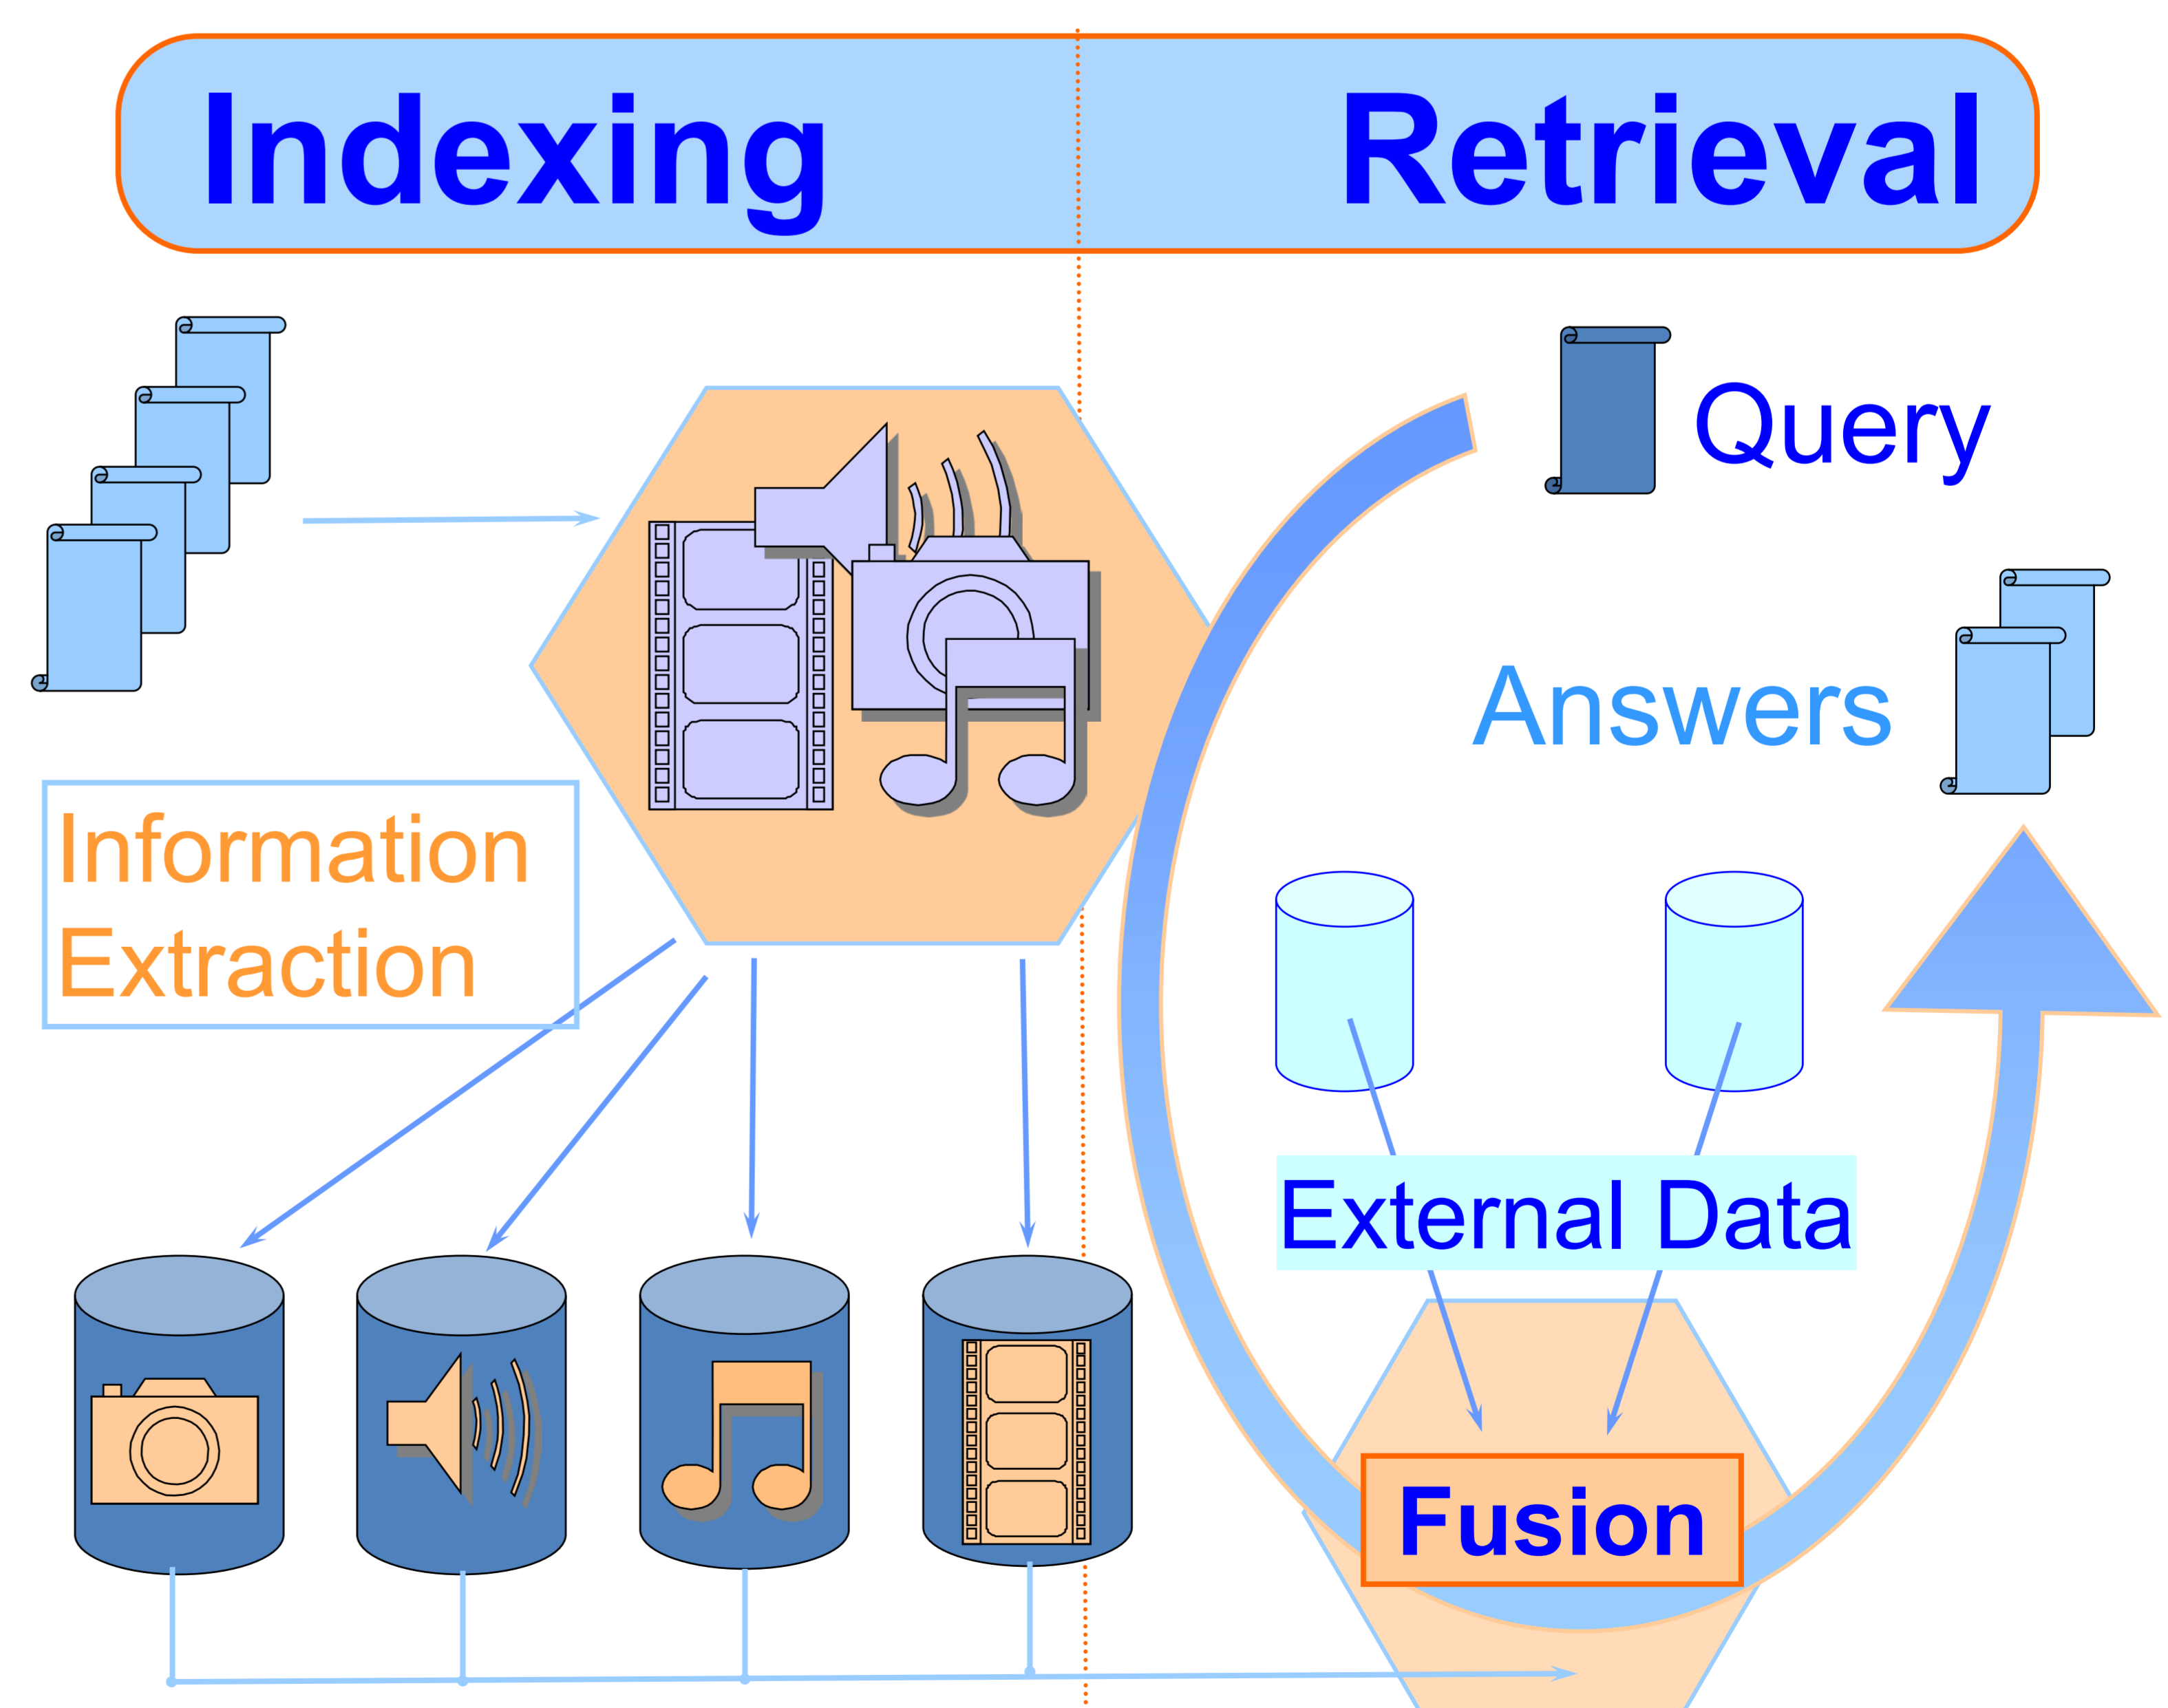 Indexing
Retrieval
Query
Answers
Information
Extraction
External Data
Fusion